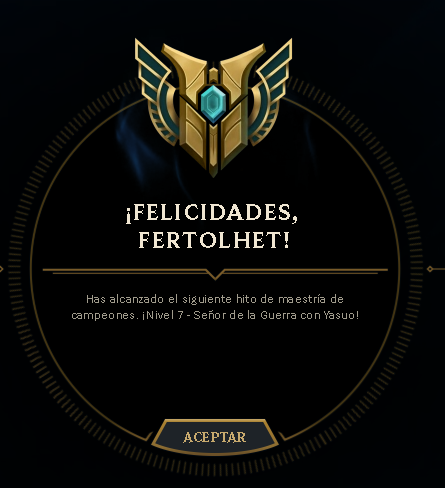 ¡FELICIDADES,
FERTOLHET!
Has alcanzado el siguiente hito de maestría de
campeones. ¡Nivel 7 - Señor de la Guerra con Yasuo!
ACEPTAR